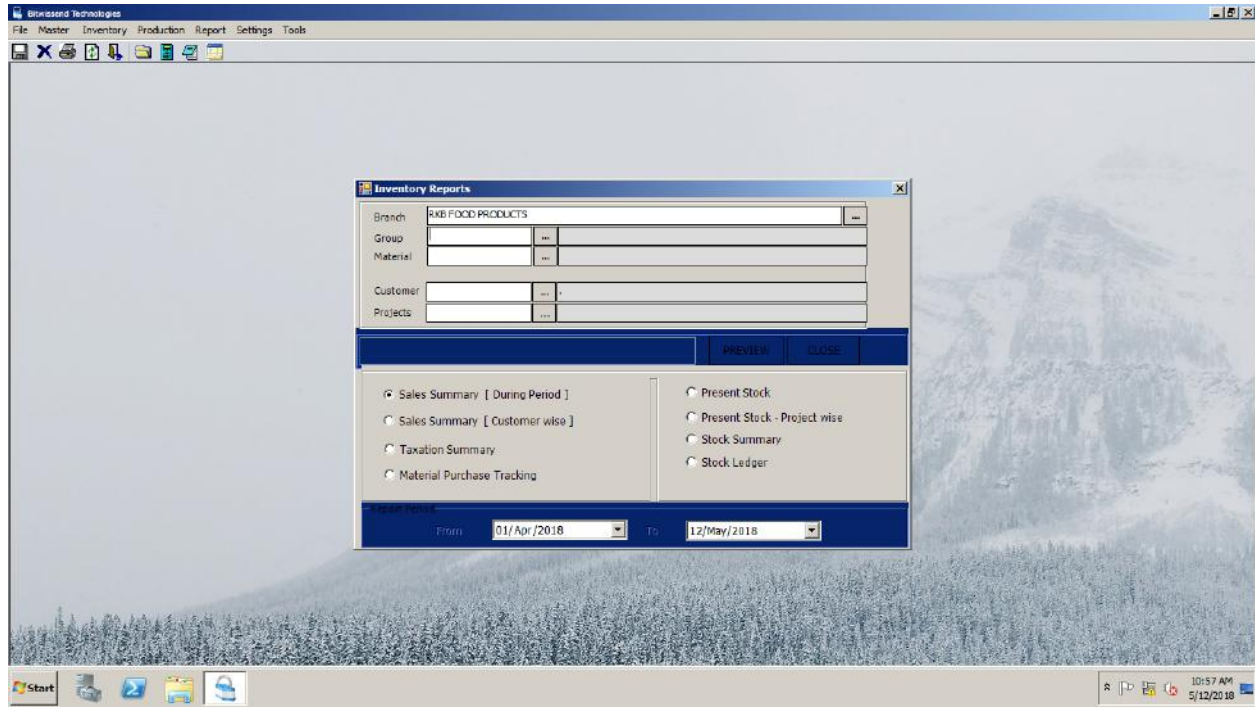 Bitwissend Technologies
File Master Inventory Production Report Settings Tools
Inventory Reports
Branch RKB FOOD PRODUCTS ...
Group ...
Material ...
Customer ... .
Projects ...
PREVIEW CLOSE
Sales Summary [ During Period ]
Sales Summary [ Customer wise ]
Taxation Summary
Material Purchase Tracking
Present Stock
Present Stock - Project wise
Stock Summary
Stock Ledger
Report Period
From 01/Apr/2018 To 12/May/2018
Start
10:57 AM
5/12/2018